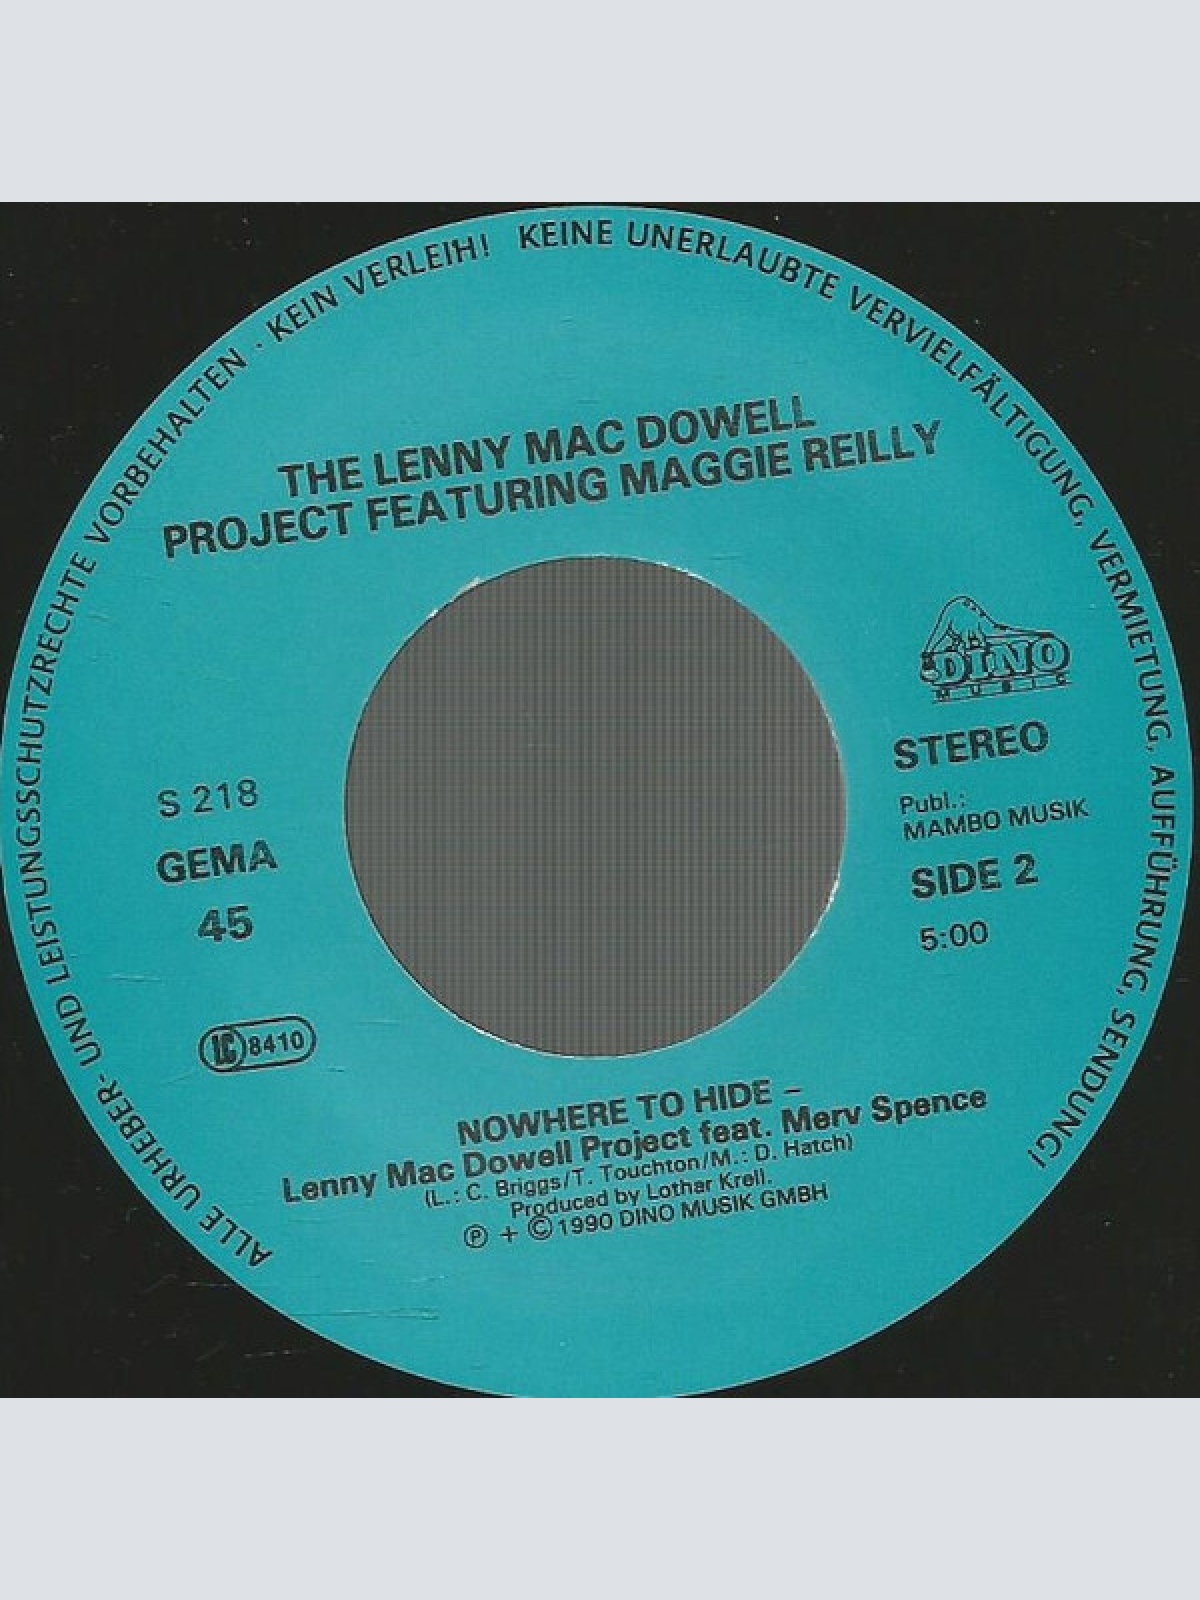 ALLE URHEBER- UND LEISTUNGSSCHUTZRECHTE VORBEHALTEN · KEIN VERLEIH! KEINE UNERLAUBTE VERVIELFÄLTIGUNG, VERMIETUNG, AUFFÜHRUNG, SENDUNG!
THE LENNY MAC DOWELL
PROJECT FEATURING MAGGIE REILLY
DINO
MUSIC
STEREO
Publ.:
MAMBO MUSIK
SIDE 2
5:00
S 218
GEMA
45
LC 8410
NOWHERE TO HIDE –
Lenny Mac Dowell Project feat. Merv Spence
(L.: C. Briggs/T. Touchton/M.: D. Hatch)
Produced by Lothar Krell.
Ⓟ + © 1990 DINO MUSIK GMBH